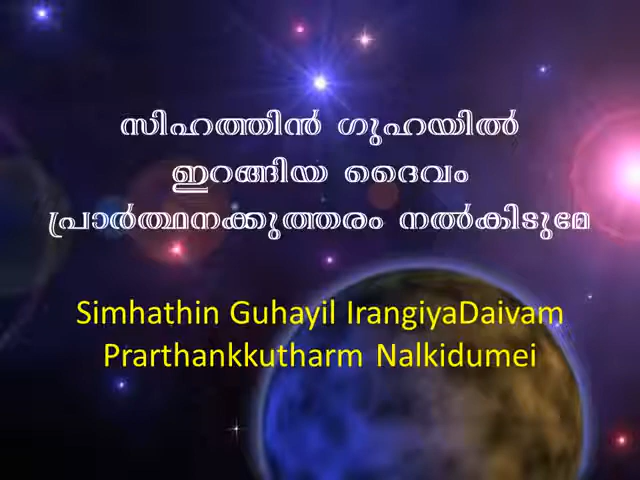 സിഹത്തിൻ ഗുഹയിൽ
ഇറങ്ങിയ ദൈവം
പ്രാർത്ഥനക്കുത്തരം നൽകിടുമേ
Simhathin Guhayil IrangiyaDaivam
Prarthankkutharm Nalkidumei